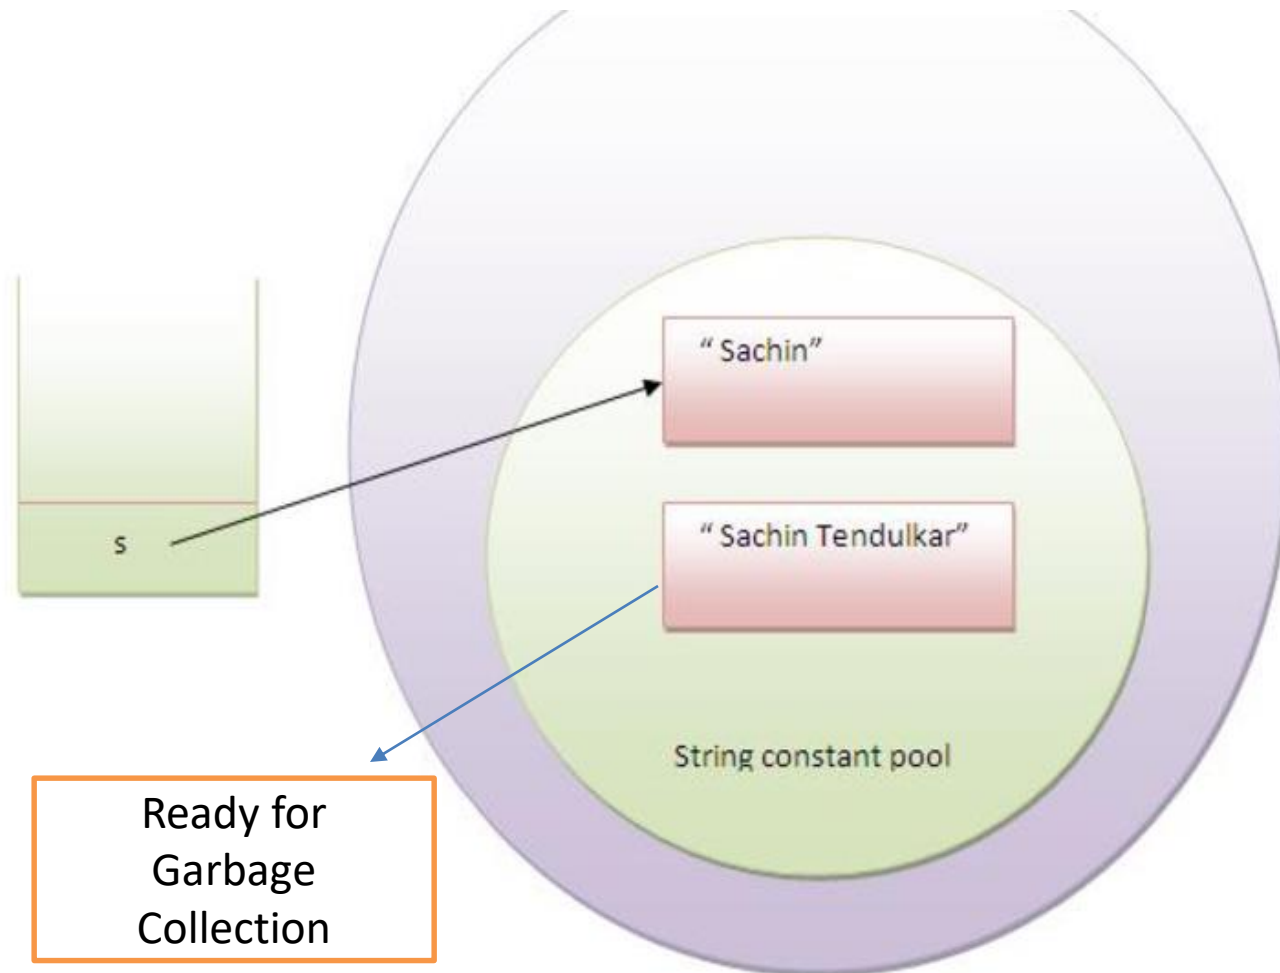 “ Sachin”
s
“ Sachin Tendulkar”
String constant pool
Ready for
Garbage
Collection